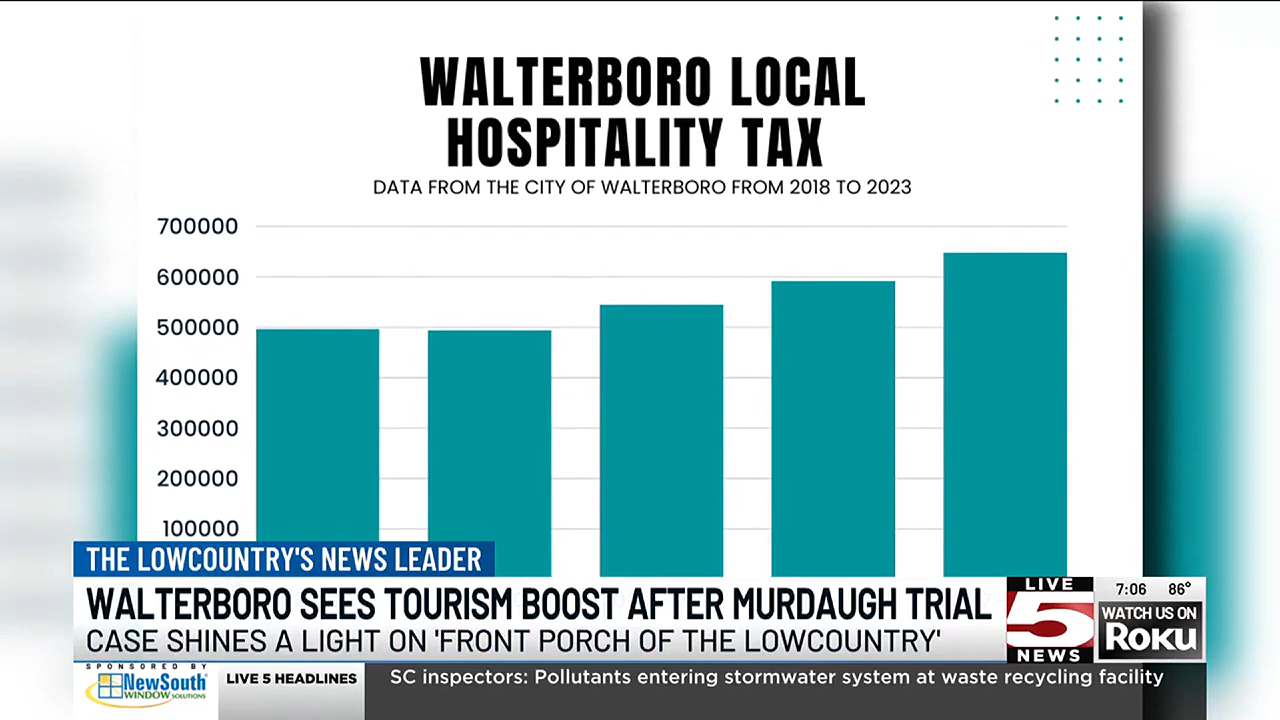 WALTERBORO LOCAL
HOSPITALITY TAX
DATA FROM THE CITY OF WALTERBORO FROM 2018 TO 2023
700000
600000
500000
400000
300000
200000
100000
THE LOWCOUNTRY'S NEWS LEADER
WALTERBORO SEES TOURISM BOOST AFTER MURDAUGH TRIAL
CASE SHINES A LIGHT ON 'FRONT PORCH OF THE LOWCOUNTRY'
LIVE
5
NEWS
7:06 86°
WATCH US ON
ROKU
SPONSORED BY
NewSouth
WINDOW SOLUTIONS
LIVE 5 HEADLINES
SC inspectors: Pollutants entering stormwater system at waste recycling facility